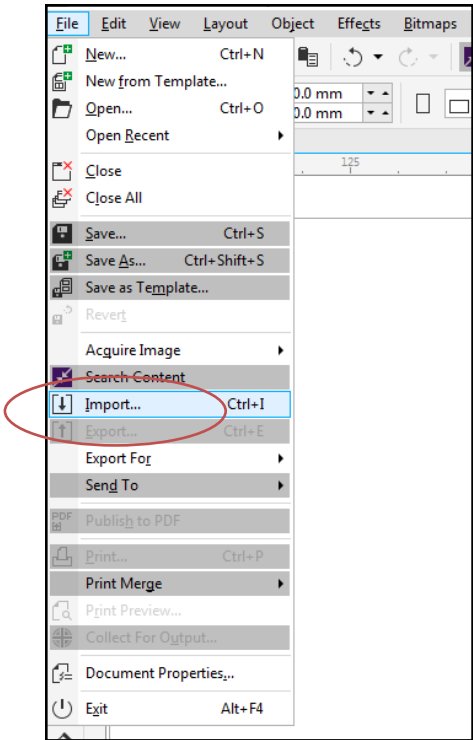 File Edit View Layout Object Effects Bitmaps
New... Ctrl+N
New from Template...
0.0 mm
Open... Ctrl+O
0.0 mm
Open Recent
125
Close
Close All
Save... Ctrl+S
Save As... Ctrl+Shift+S
Save as Template...
Revert
Acquire Image
Search Content
Import... Ctrl+I
Export... Ctrl+E
Export For
Send To
PDF Publish to PDF
Print... Ctrl+P
Print Merge
Print Preview...
Collect For Output...
Document Properties...
Exit Alt+F4